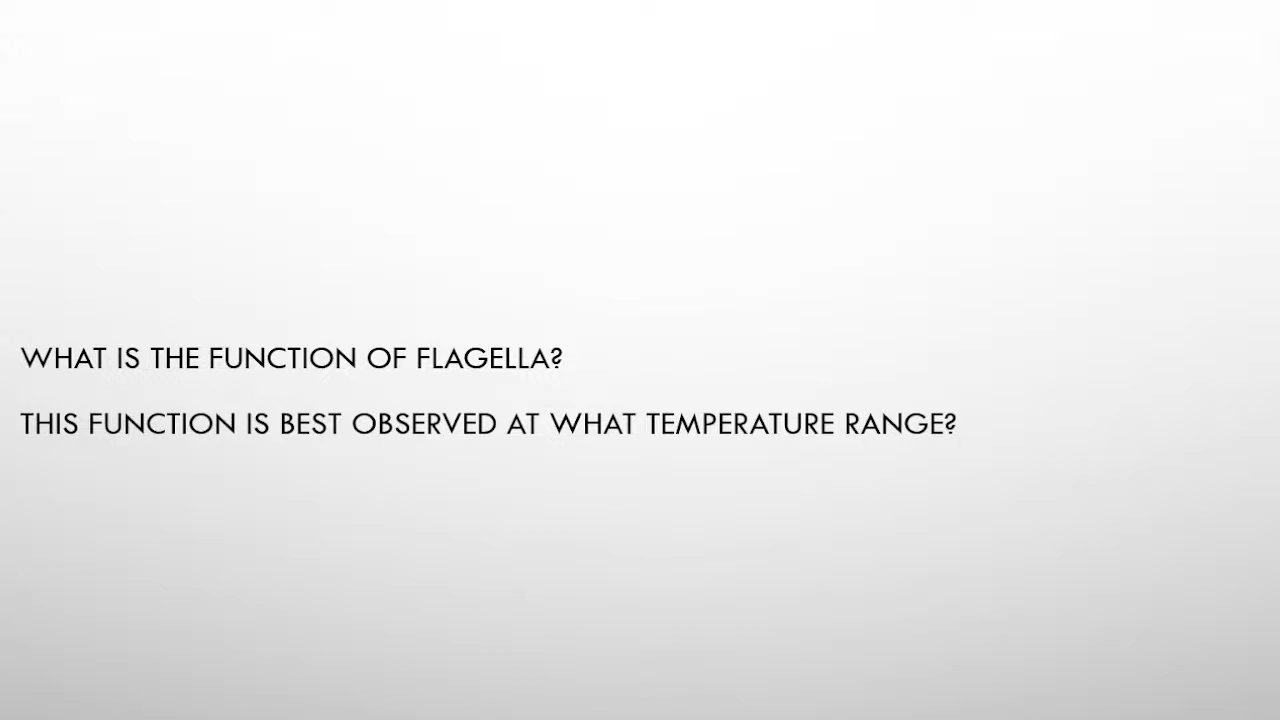 WHAT IS THE FUNCTION OF FLAGELLA?
THIS FUNCTION IS BEST OBSERVED AT WHAT TEMPERATURE RANGE?